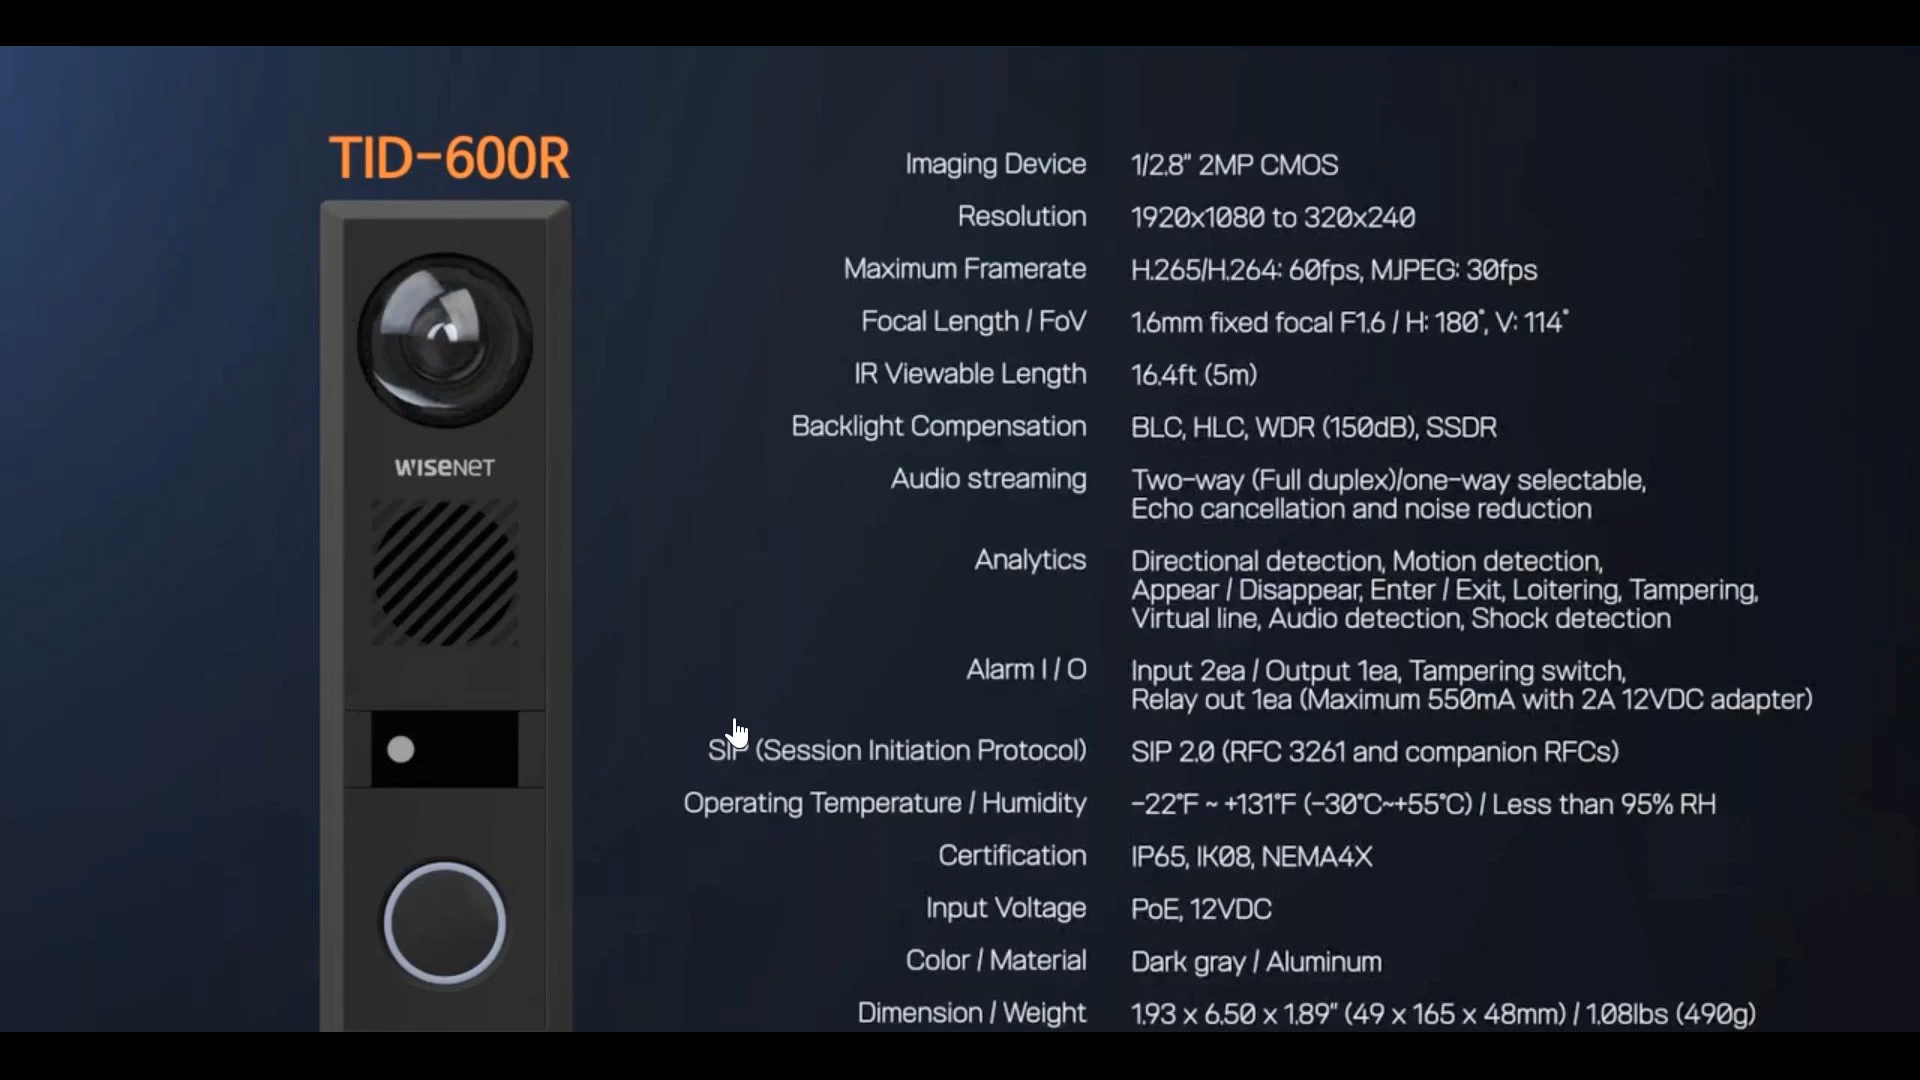 TID-600R
WISENET
Imaging Device 1/2.8" 2MP CMOS
Resolution 1920x1080 to 320x240
Maximum Framerate H.265/H.264: 60fps, MJPEG: 30fps
Focal Length / FoV 1.6mm fixed focal F1.6 / H: 180°, V: 114°
IR Viewable Length 16.4ft (5m)
Backlight Compensation BLC, HLC, WDR (150dB), SSDR
Audio streaming Two-way (Full duplex)/one-way selectable,
Echo cancellation and noise reduction
Analytics Directional detection, Motion detection,
Appear / Disappear, Enter / Exit, Loitering, Tampering,
Virtual line, Audio detection, Shock detection
Alarm I / O Input 2ea / Output 1ea, Tampering switch,
Relay out 1ea (Maximum 550mA with 2A 12VDC adapter)
SIP (Session Initiation Protocol) SIP 2.0 (RFC 3261 and companion RFCs)
Operating Temperature / Humidity -22°F ~ +131°F (-30°C~+55°C) / Less than 95% RH
Certification IP65, IK08, NEMA4X
Input Voltage PoE, 12VDC
Color / Material Dark gray / Aluminum
Dimension / Weight 1.93 x 6.50 x 1.89" (49 x 165 x 48mm) / 1.08lbs (490g)